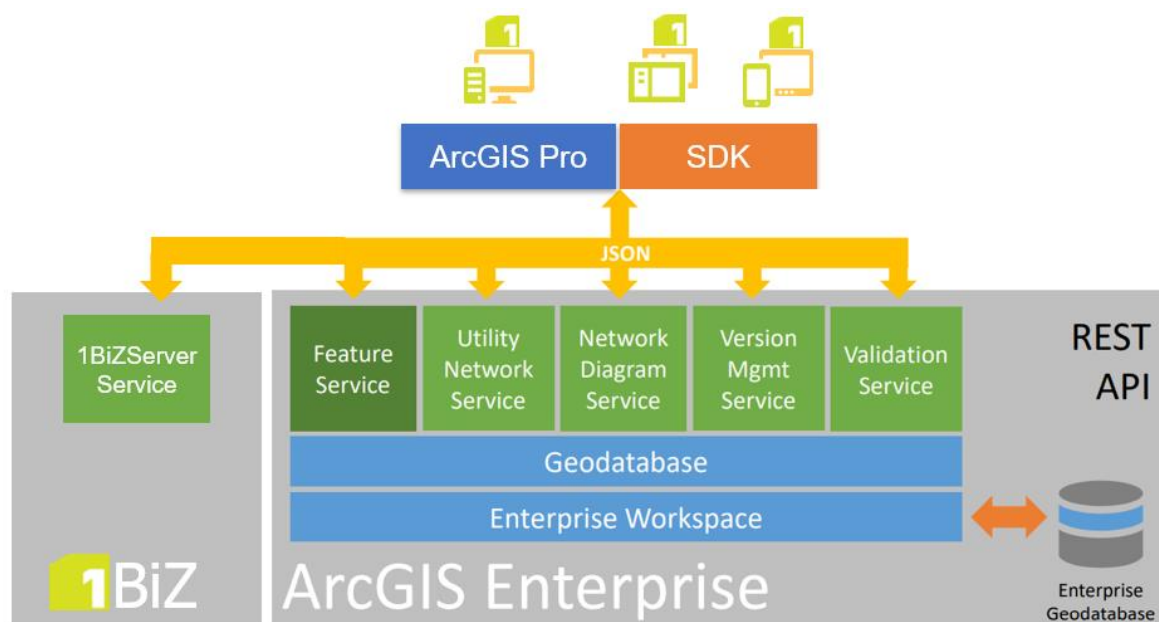 1
1
1
ArcGIS Pro
SDK
JSON
1BiZServer
Service
Feature
Service
Utility
Network
Service
Network
Diagram
Service
Version
Mgmt
Service
Validation
Service
REST
API
Geodatabase
Enterprise Workspace
1BiZ
ArcGIS Enterprise
Enterprise
Geodatabase